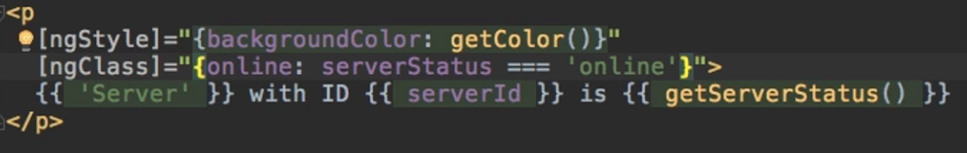 <p
[ngStyle]="{backgroundColor: getColor()}"
[ngClass]="{online: serverStatus === 'online'}">
{{ 'Server' }} with ID {{ serverId }} is {{ getServerStatus() }}
</p>